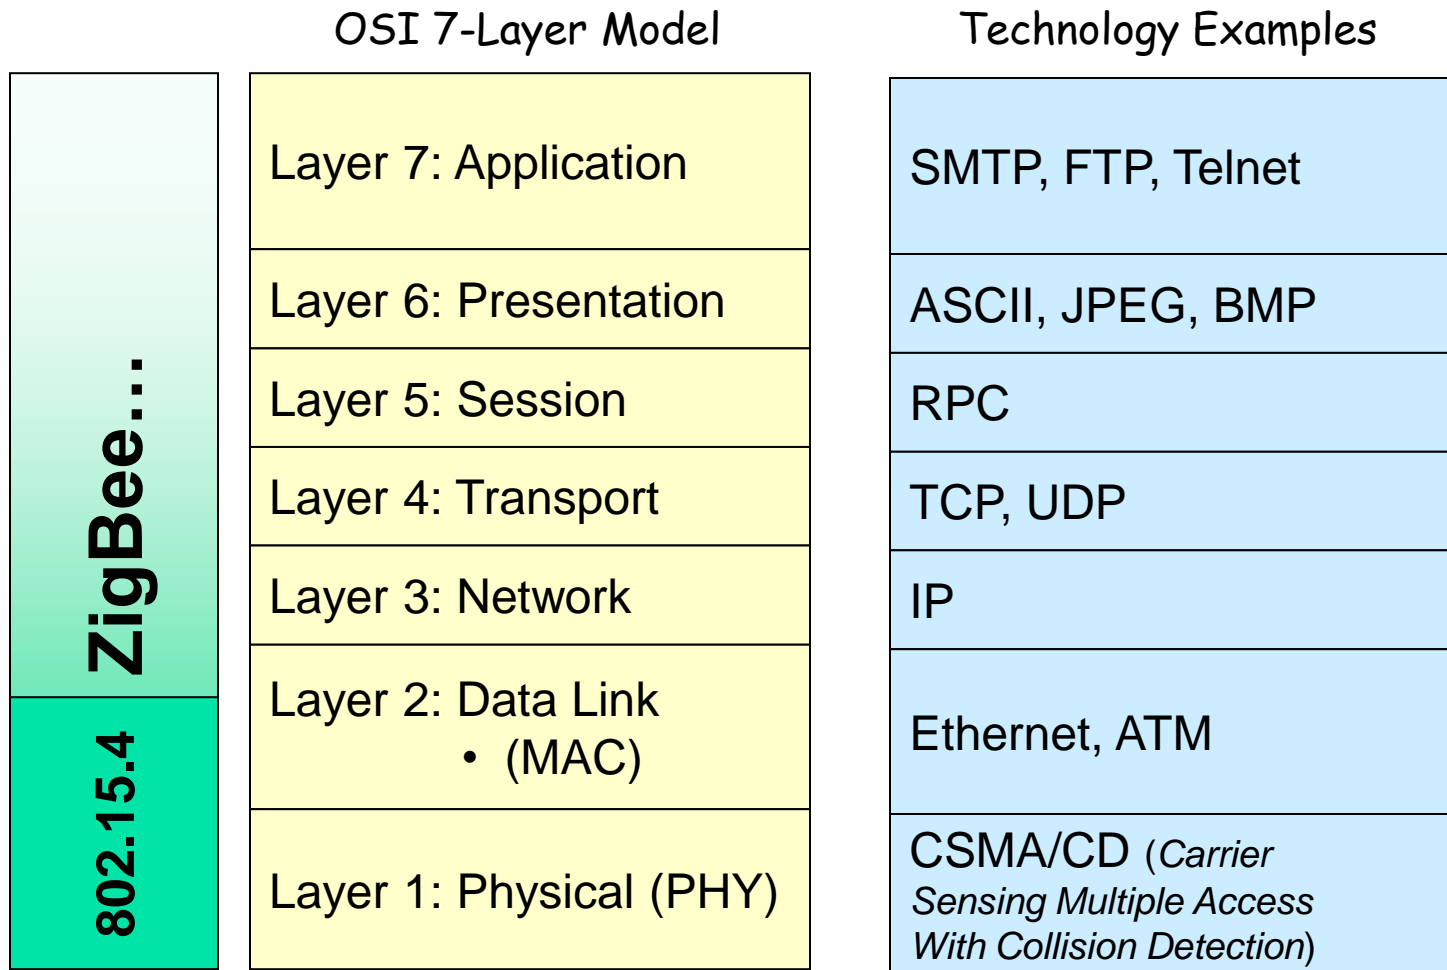 OSI 7-Layer Model
Technology Examples
ZigBee...
802.15.4
Layer 7: Application
SMTP, FTP, Telnet
Layer 6: Presentation
ASCII, JPEG, BMP
Layer 5: Session
RPC
Layer 4: Transport
TCP, UDP
Layer 3: Network
IP
Layer 2: Data Link
• (MAC)
Ethernet, ATM
Layer 1: Physical (PHY)
CSMA/CD (Carrier
Sensing Multiple Access
With Collision Detection)